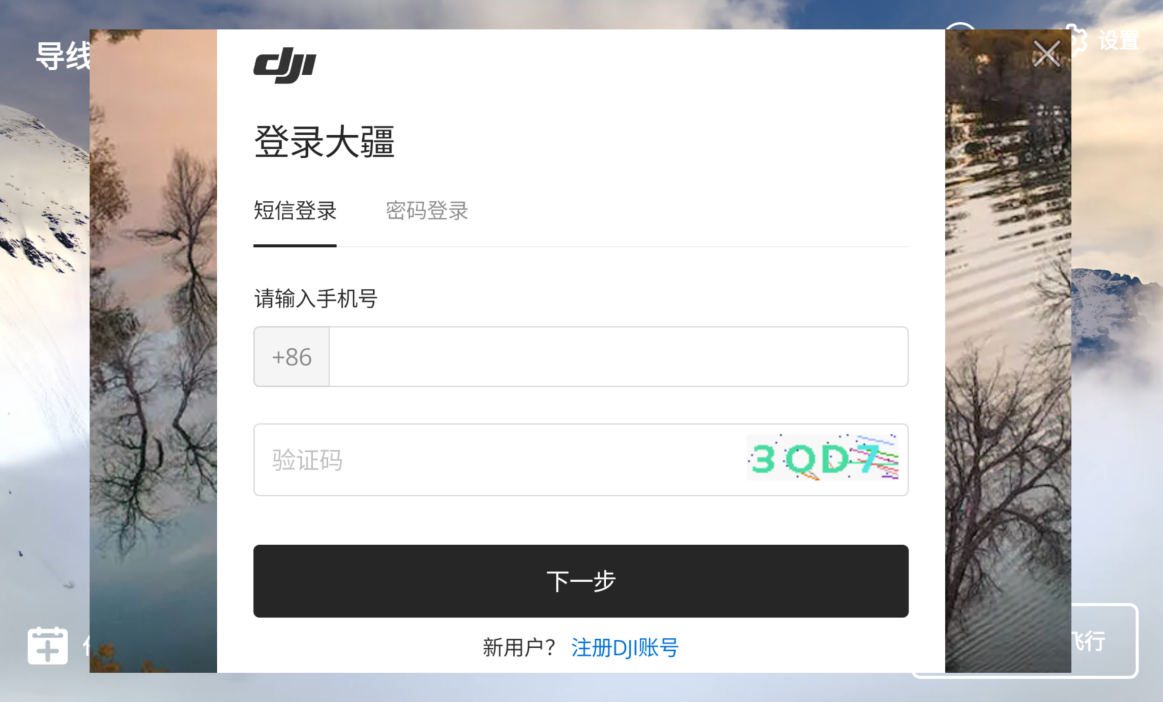 导线
设置
dji
登录大疆
短信登录 密码登录
请输入手机号
+86
验证码 3QD7
下一步
新用户？ 注册DJI账号
飞行